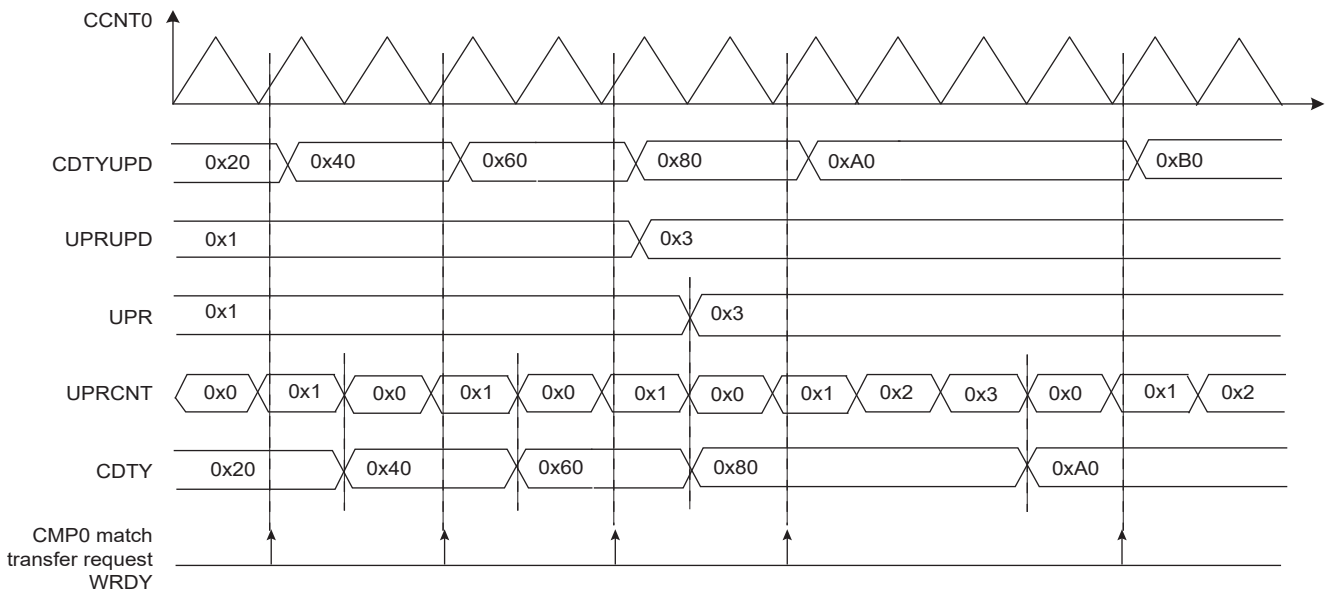 CCNT0
CDTYUPD 0x20 0x40 0x60 0x80 0xA0 0xB0
UPRUPD 0x1 0x3
UPR 0x1 0x3
UPRCNT 0x0 0x1 0x0 0x1 0x0 0x1 0x0 0x1 0x2 0x3 0x0 0x1 0x2
CDTY 0x20 0x40 0x60 0x80 0xA0
CMP0 match
transfer request
WRDY